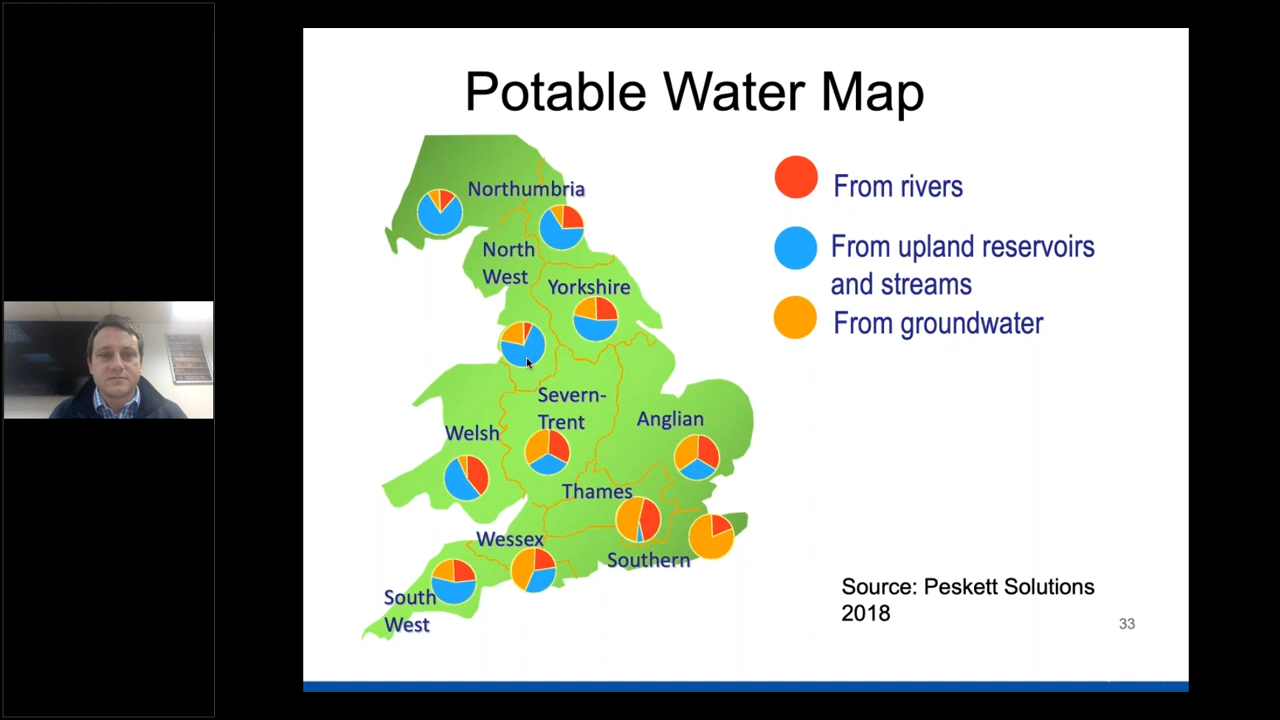 Potable Water Map
Northumbria
North
West
Yorkshire
Severn-
Trent
Anglian
Welsh
Thames
Wessex
Southern
South
West
From rivers
From upland reservoirs
and streams
From groundwater
Source: Peskett Solutions
2018
33